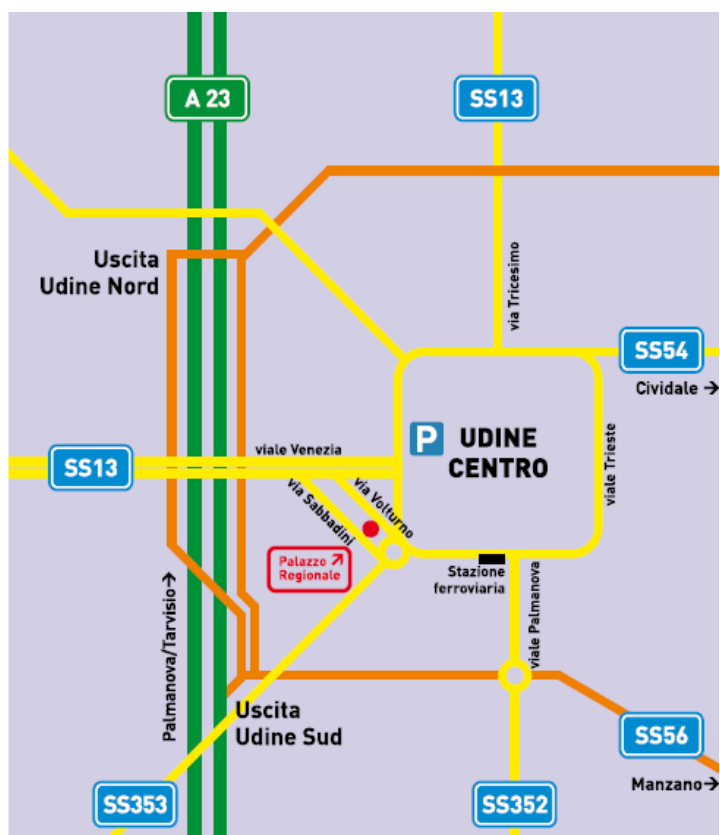 A 23
SS13
Uscita
Udine Nord
via Tricesimo
SS54
Cividale →
viale Venezia
SS13
P
UDINE
CENTRO
viale Trieste
via Sabbadini
via Volturno
Palazzo ↗
Regionale
Stazione
ferroviaria
viale Palmanova
Palmanova/Tarvisio→
Uscita
Udine Sud
SS56
Manzano→
SS353
SS352